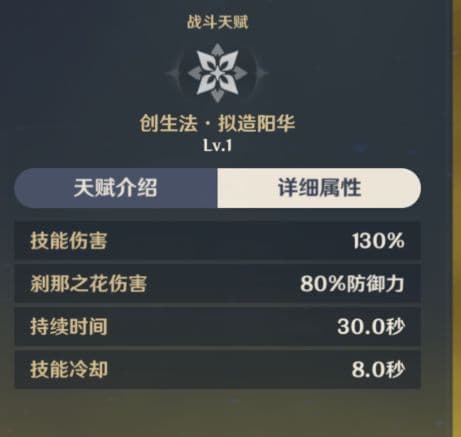 战斗天赋
创生法·拟造阳华
Lv.1
天赋介绍 详细属性
技能伤害 130%
刹那之花伤害 80%防御力
持续时间 30.0秒
技能冷却 8.0秒